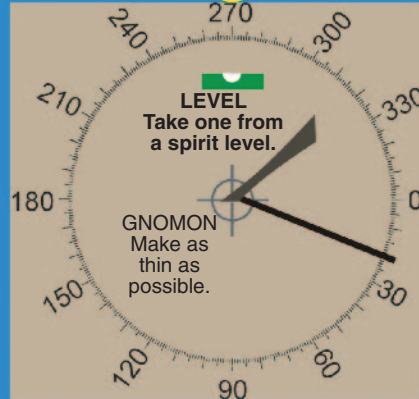 270
240
300
210
330
LEVEL
Take one from
a spirit level.
180
0
GNOMON
Make as
thin as
possible.
150
30
120
60
90